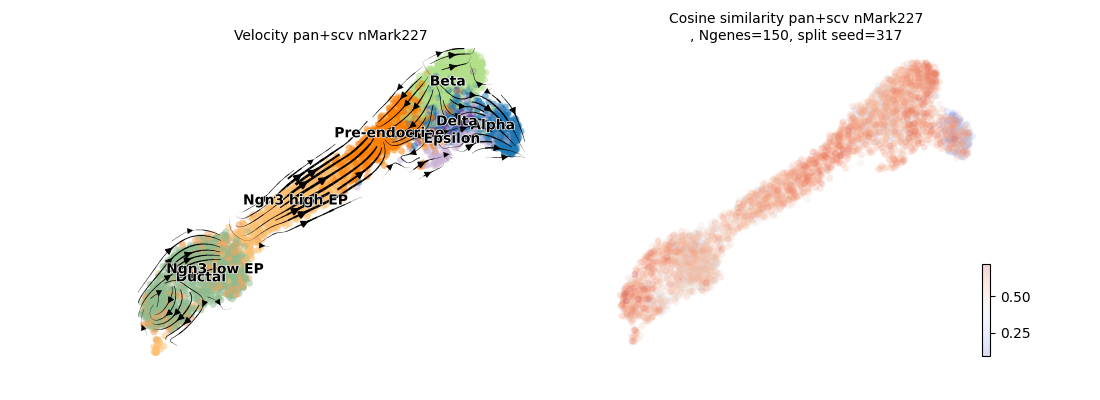 Velocity pan+scv nMark227
Beta
Delta
Alpha
Pre-endocrine
Epsilon
Ngn3 high EP
Ngn3 low EP
Ductal
Cosine similarity pan+scv nMark227
, Ngenes=150, split seed=317
0.50
0.25